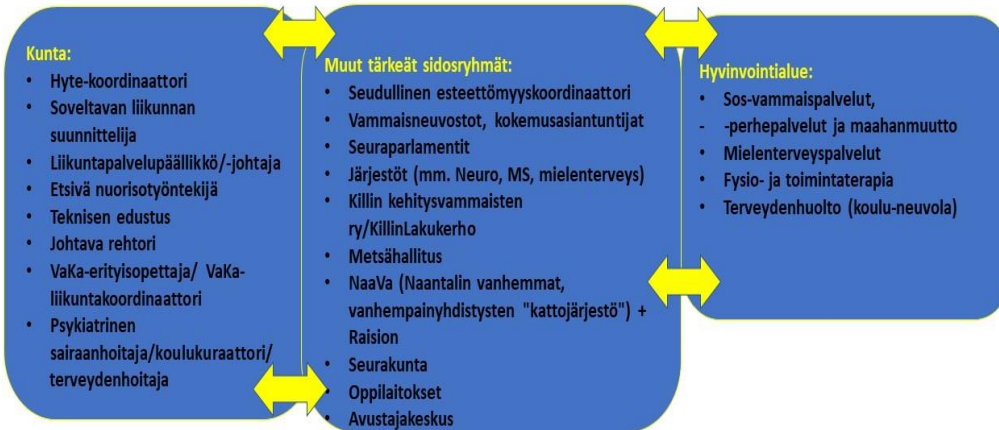 Kunta:
• Hyte-koordinaattori
• Soveltavan liikunnan
suunnittelija
• Liikuntapalvelupäällikkö/-johtaja
• Etsivä nuorisotyöntekijä
• Teknisen edustus
• Johtava rehtori
• VaKa-erityisopettaja/ VaKa-
liikuntakoordinaattori
• Psykiatrinen
sairaanhoitaja/koulukuraattori/
terveydenhoitaja
Muut tärkeät sidosryhmät:
• Seudullinen esteettömyyskoordinaattori
• Vammaisneuvostot, kokemusasiantuntijat
• Seuraparlamentit
• Järjestöt (mm. Neuro, MS, mielenterveys)
• Killin kehitysvammaisten
ry/KillinLakukerho
• Metsähallitus
• NaaVa (Naantalin vanhemmat,
vanhempainyhdistysten "kattojärjestö") +
Raision
• Seurakunta
• Oppilaitokset
• Avustajakeskus
Hyvinvointialue:
• Sos-vammaispalvelut,
- -perhepalvelut ja maahanmuutto
• Mielenterveyspalvelut
• Fysio- ja toimintaterapia
• Terveydenhuolto (koulu-neuvola)